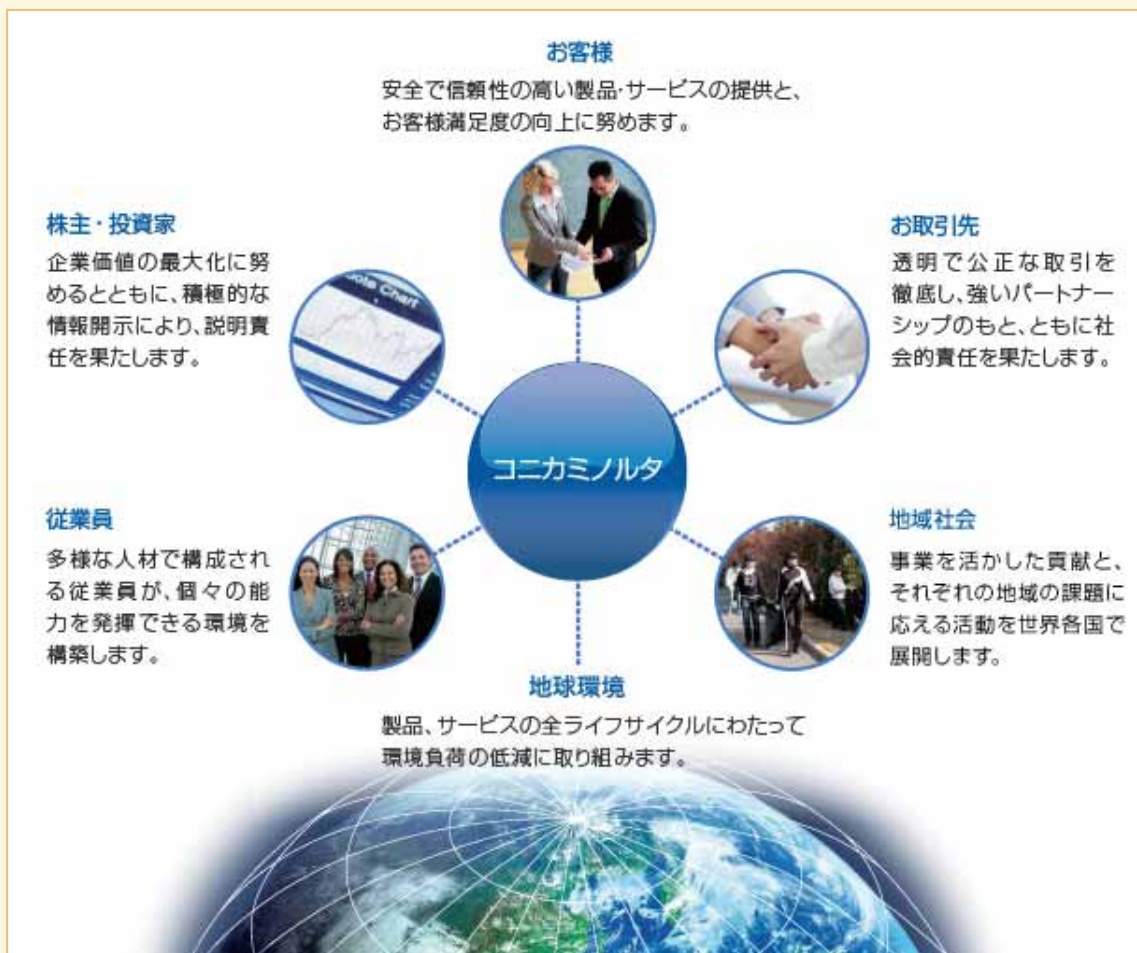 お客様
安全で信頼性の高い製品・サービスの提供と、
お客様満足度の向上に努めます。
株主・投資家
企業価値の最大化に努
めるとともに、積極的な
情報開示により、説明責
任を果たします。
Quote Chart
お取引先
透明で公正な取引を
徹底し、強いパートナー
シップのもと、ともに社
会的責任を果たします。
コニカミノルタ
従業員
多様な人材で構成され
る従業員が、個々の能
力を発揮できる環境を
構築します。
地域社会
事業を活かした貢献と、
それぞれの地域の課題に
応える活動を世界各国で
展開します。
地球環境
製品、サービスの全ライフサイクルにわたって
環境負荷の低減に取り組みます。